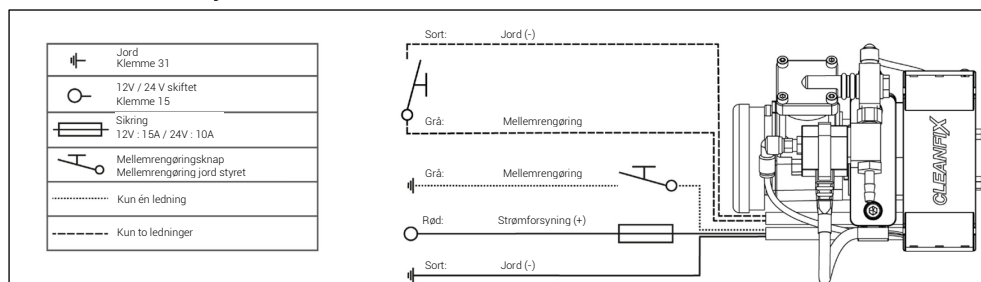 Jord
Klemme 31
12V / 24 V skiftet
Klemme 15
Sikring
12V : 15A / 24V : 10A
Mellemrengøringsknap
Mellemrengøring jord styret
Kun én ledning
Kun to ledninger
Sort: Jord (-)
Grå: Mellemrengøring
Grå: Mellemrengøring
Rød: Strømforsyning (+)
Sort: Jord (-)
CLEANFIX